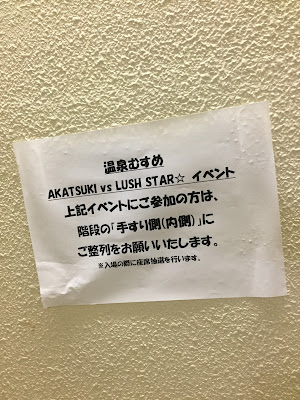 温泉むすめ
AKATSUKI vs LUSH STAR☆ イベント
上記イベントにご参加の方は、
階段の「手すり側(内側)」に
ご整列をお願いいたします。
※入場の際に座席抽選を行います。